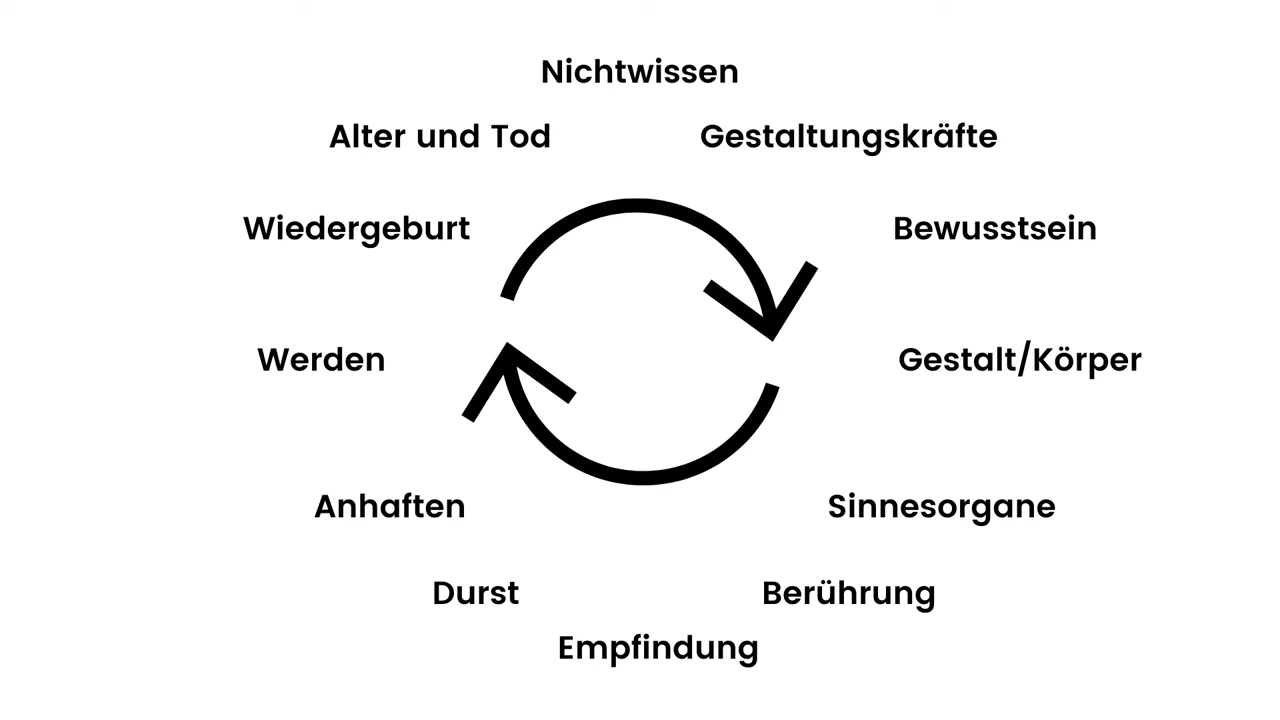 Nichtwissen
Alter und Tod
Gestaltungskräfte
Wiedergeburt
Bewusstsein
Werden
Gestalt/Körper
Anhaften
Sinnesorgane
Durst
Berührung
Empfindung